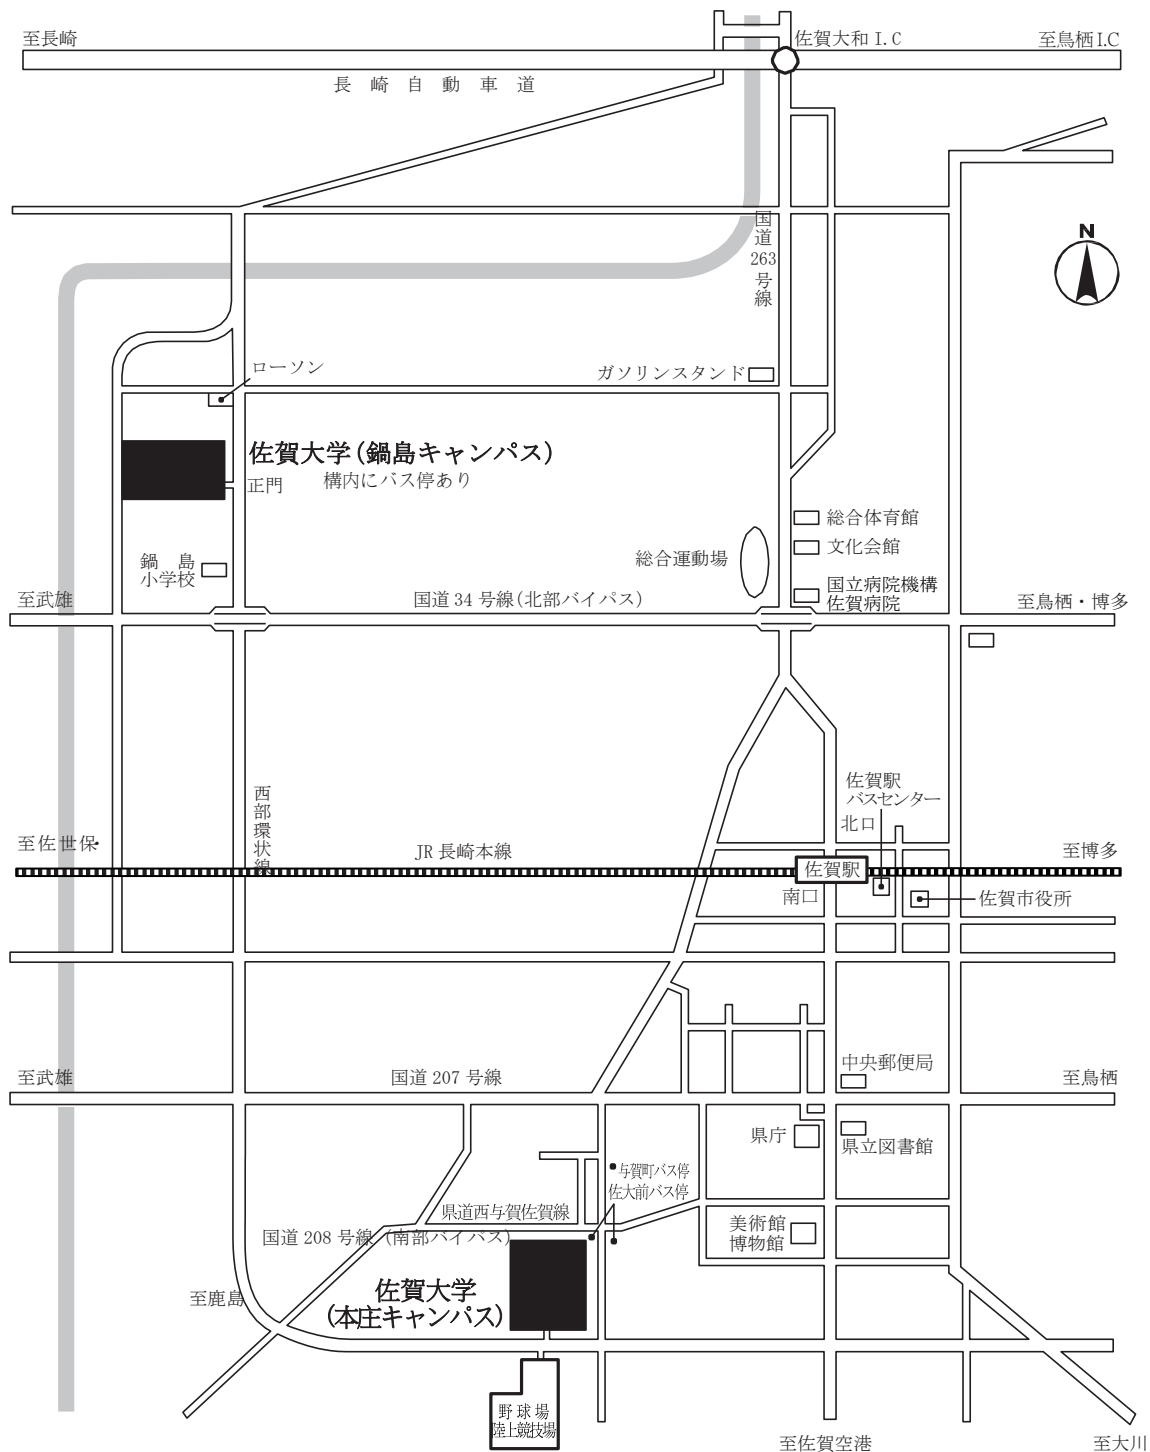 至長崎
佐賀大和 I.C
至鳥栖I.C
長崎自動車道
N
国道263号線
ローソン
ガソリンスタンド
佐賀大学(鍋島キャンパス)
正門
構内にバス停あり
総合体育館
文化会館
総合運動場
鍋島
小学校
国立病院機構
佐賀病院
至武雄
国道 34 号線(北部バイパス)
至鳥栖・博多
西部環状線
佐賀駅
バスセンター
北口
至佐世保
JR 長崎本線
至博多
佐賀駅
南口
佐賀市役所
中央郵便局
至武雄
国道 207 号線
至鳥栖
県庁
県立図書館
与賀町バス停
佐大前バス停
県道西与賀佐賀線
国道 208 号線 (南部バイパス)
美術館
博物館
佐賀大学
(本庄キャンパス)
至鹿島
野球場
陸上競技場
至佐賀空港
至大川